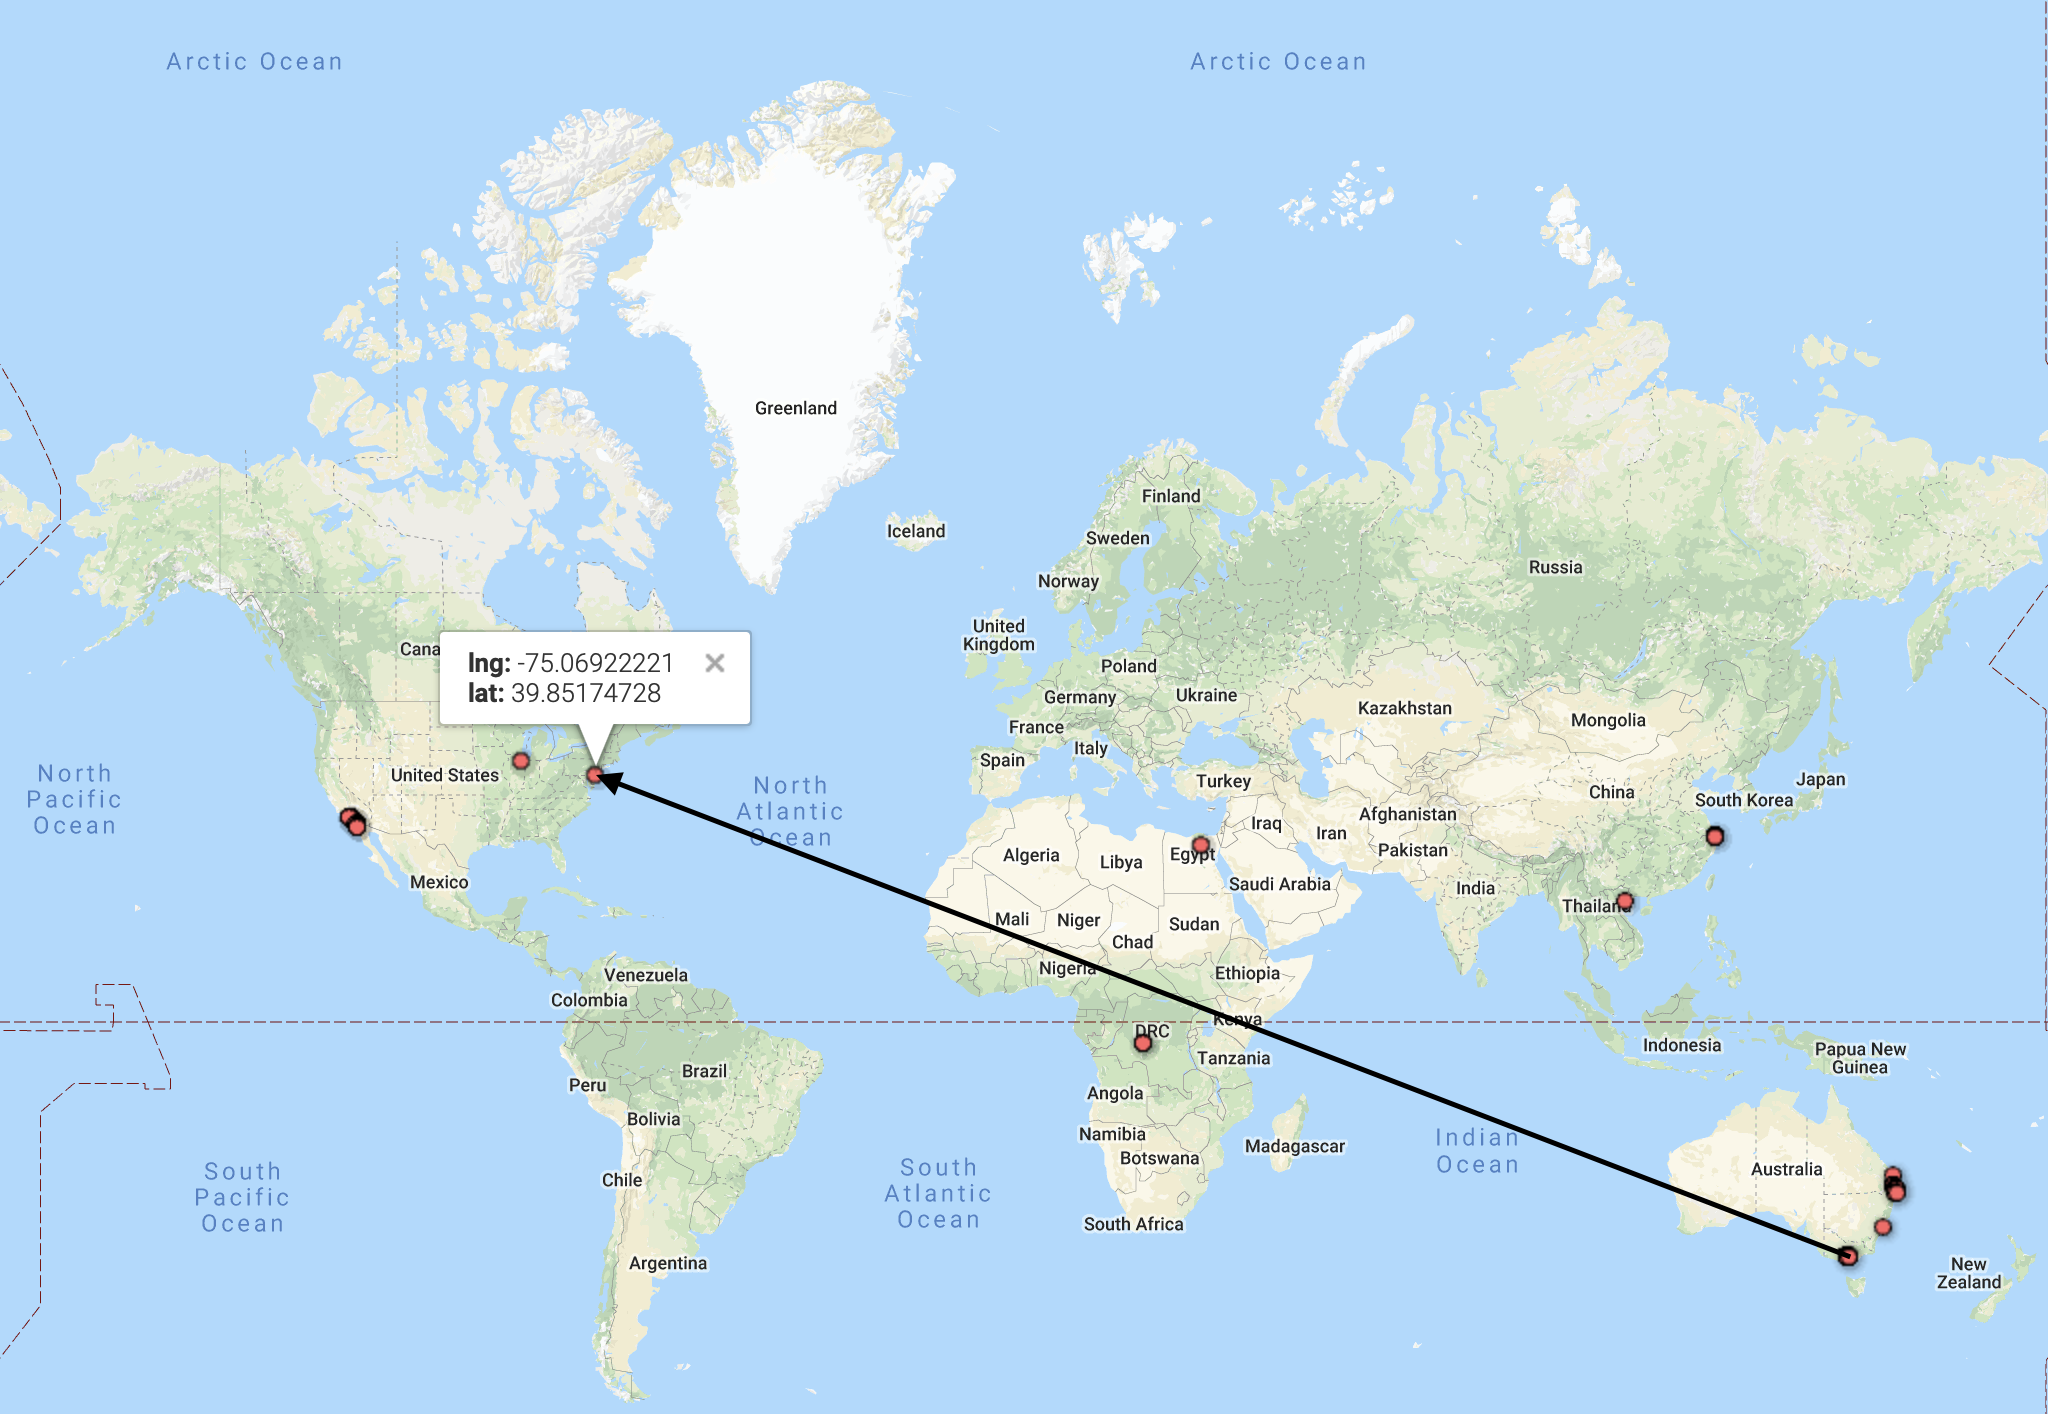 Arctic Ocean
Arctic Ocean
Greenland
Finland
Iceland
Sweden
Russia
Norway
United
Kingdom
Cana
lng: -75.06922221
lat: 39.85174728
Poland
Germany
Ukraine
Kazakhstan
Mongolia
France
Italy
Spain
United States
Turkey
Japan
China
South Korea
North
Pacific
Ocean
North
Atlantic
Ocean
Afghanistan
Iraq
Iran
Pakistan
Algeria
Libya
Egypt
Saudi Arabia
India
Mexico
Thailand
Mali
Niger
Sudan
Chad
Nigeria
Ethiopia
Venezuela
Colombia
Kenya
DRC
Tanzania
Indonesia
Papua New
Guinea
Brazil
Peru
Angola
Bolivia
Namibia
Botswana
Madagascar
Indian
Ocean
Australia
Chile
South
Pacific
Ocean
South
Atlantic
Ocean
South Africa
Argentina
New
Zealand